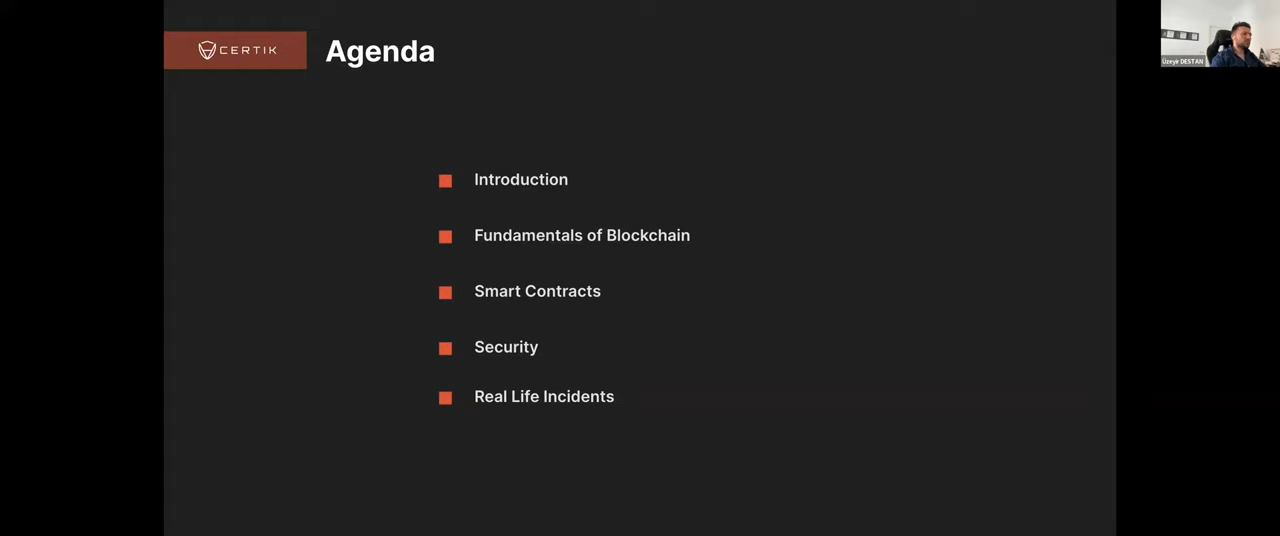 CERTIK
Agenda
Üzeyir DESTAN
Introduction
Fundamentals of Blockchain
Smart Contracts
Security
Real Life Incidents